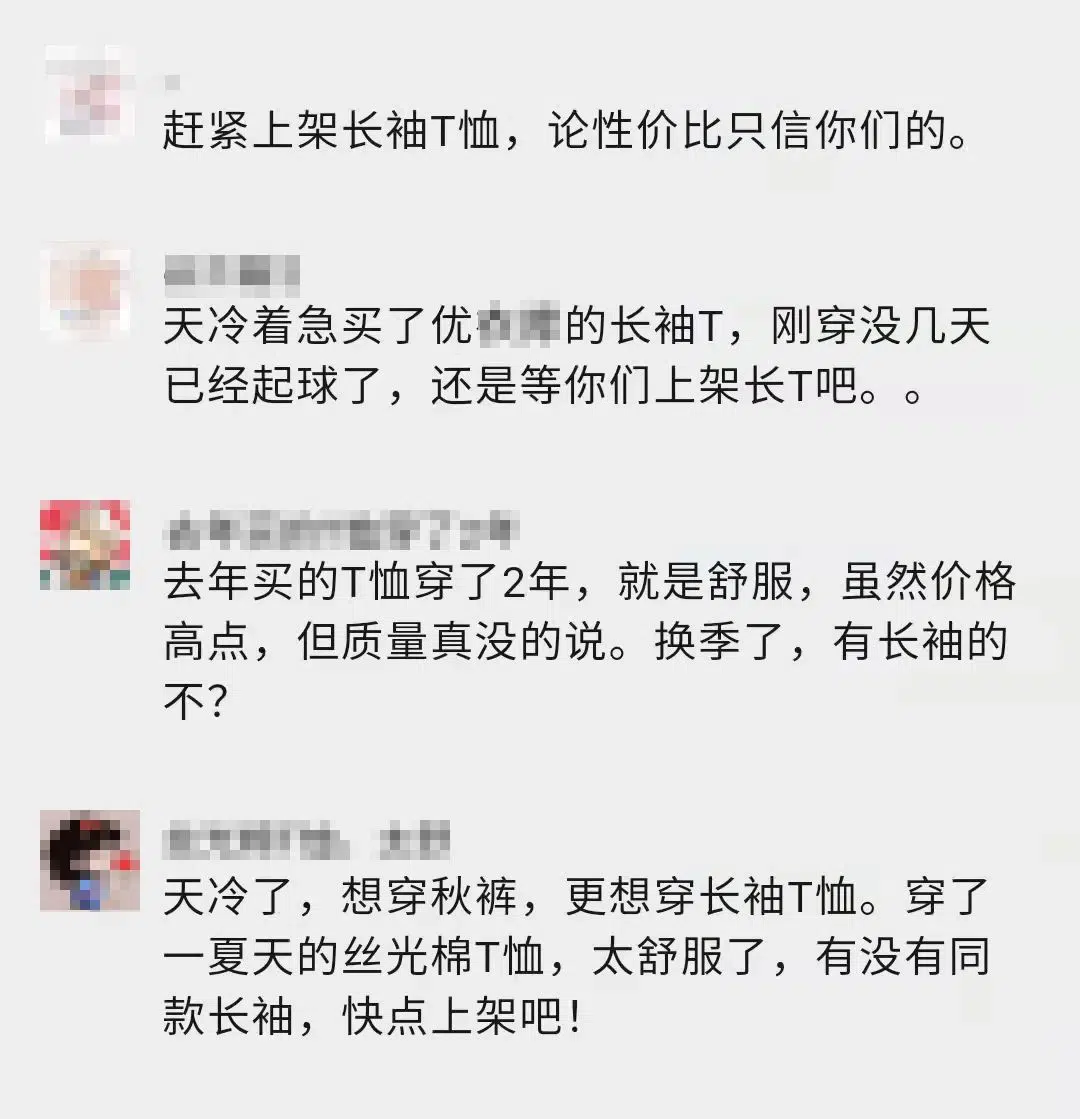 赶紧上架长袖T恤，论性价比只信你们的。
天冷着急买了优的长袖T，刚穿没几天
已经起球了，还是等你们上架长T吧。。
去年买的T恤穿了2年，就是舒服，虽然价格
高点，但质量真没的说。换季了，有长袖的
不？
天冷了，想穿秋裤，更想穿长袖T恤。穿了
一夏天的丝光棉T恤，太舒服了，有没有同
款长袖，快点上架吧！